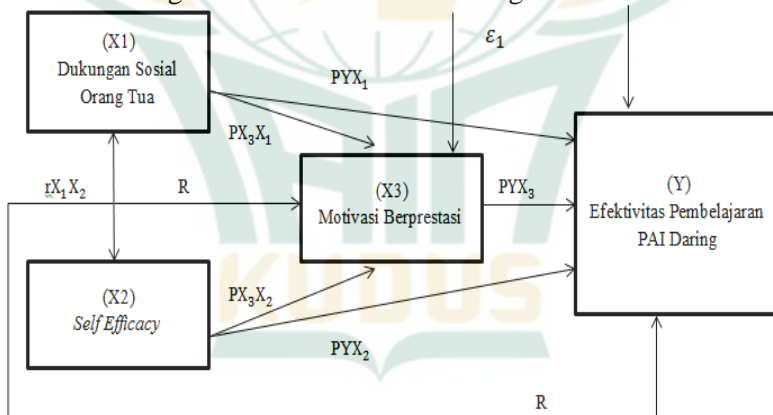 (X1)
Dukungan Sosial
Orang Tua
ε₁
PYX₁
PX₃X₁
rX₁X₂
R
(X3)
Motivasi Berprestasi
PYX₃
(Y)
Efektivitas Pembelajaran
PAI Daring
(X2)
Self Efficacy
PX₃X₂
PYX₂
KUDUS
R